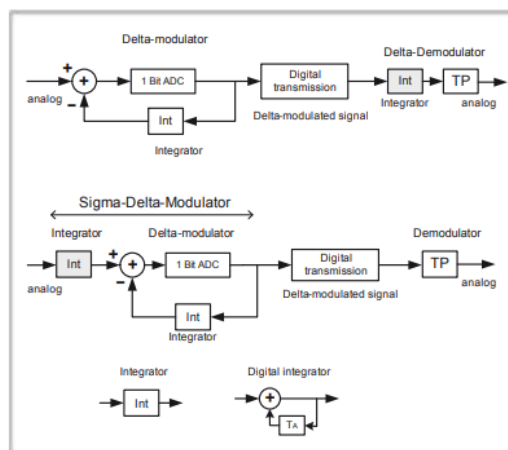 Delta-modulator
Delta-Demodulator
+
+
−
1 Bit ADC
Digital
transmission
Int
TP
analog
Integrator
analog
Int
Delta-modulated signal
Integrator
Sigma-Delta-Modulator
Integrator
Delta-modulator
Demodulator
+
Int
+
−
1 Bit ADC
Digital
transmission
TP
analog
analog
Delta-modulated signal
Int
Integrator
Integrator
Digital integrator
Int
+
TA